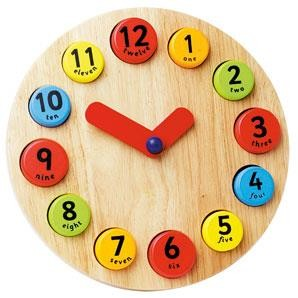 12
twelve
1
one
2
two
3
three
4
four
5
five
6
six
7
seven
8
eight
9
nine
10
ten
11
eleven